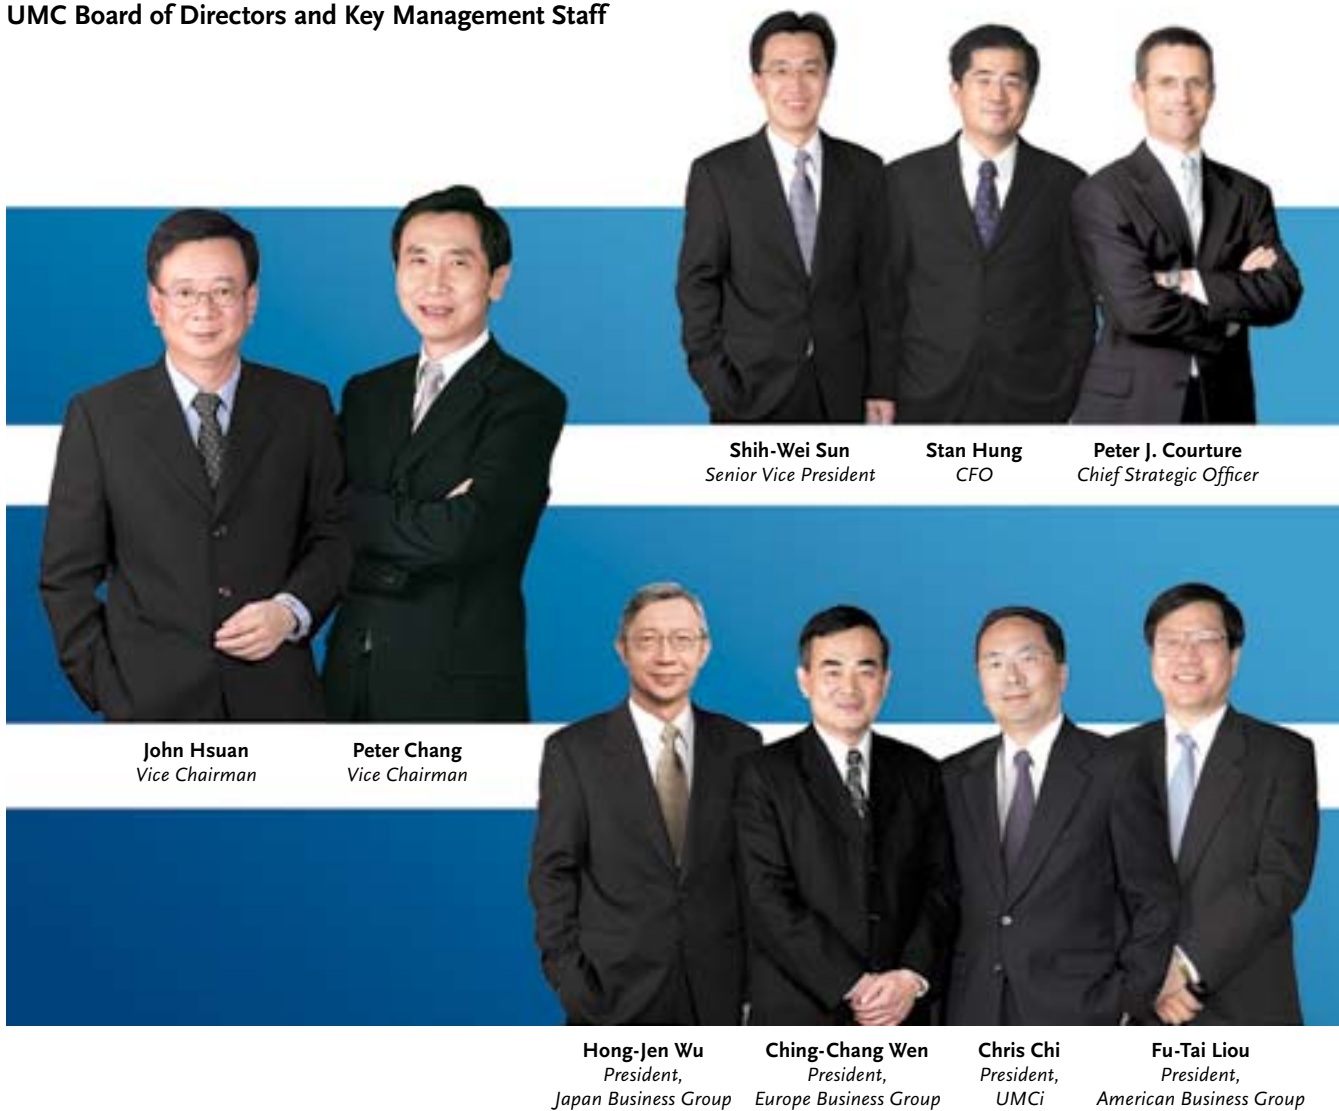 UMC Board of Directors and Key Management Staff
Shih-Wei Sun
Senior Vice President
Stan Hung
CFO
Peter J. Courture
Chief Strategic Officer
John Hsuan
Vice Chairman
Peter Chang
Vice Chairman
Hong-Jen Wu
President,
Japan Business Group
Ching-Chang Wen
President,
Europe Business Group
Chris Chi
President,
UMCi
Fu-Tai Liou
President,
American Business Group